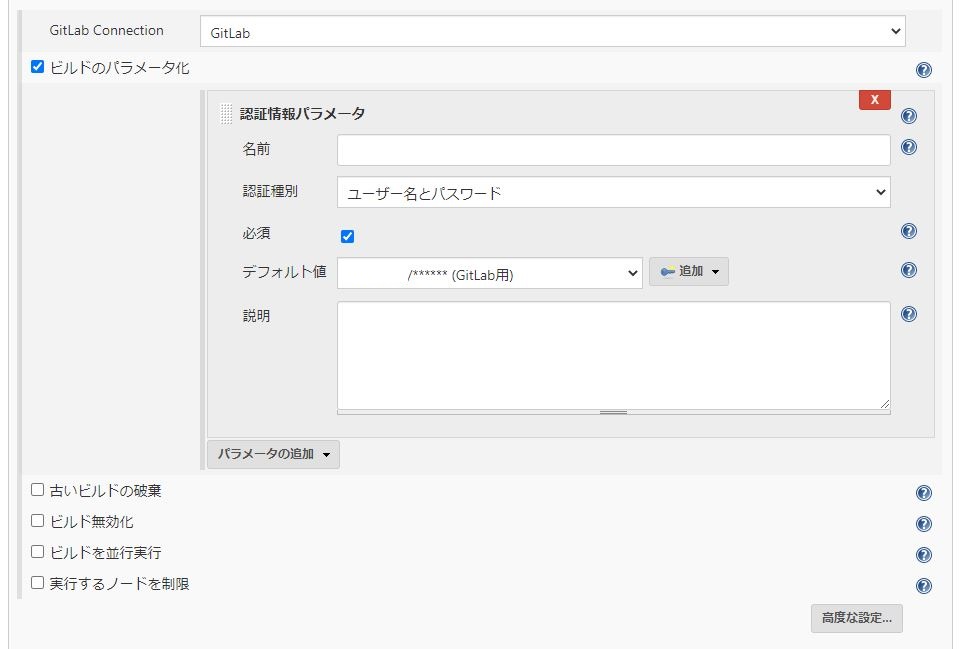 GitLab Connection
GitLab
ビルドのパラメータ化
X
認証情報パラメータ
名前
認証種別
ユーザー名とパスワード
必須
デフォルト値
/****** (GitLab用)
追加
説明
パラメータの追加
古いビルドの破棄
ビルド無効化
ビルドを並行実行
実行するノードを制限
高度な設定...